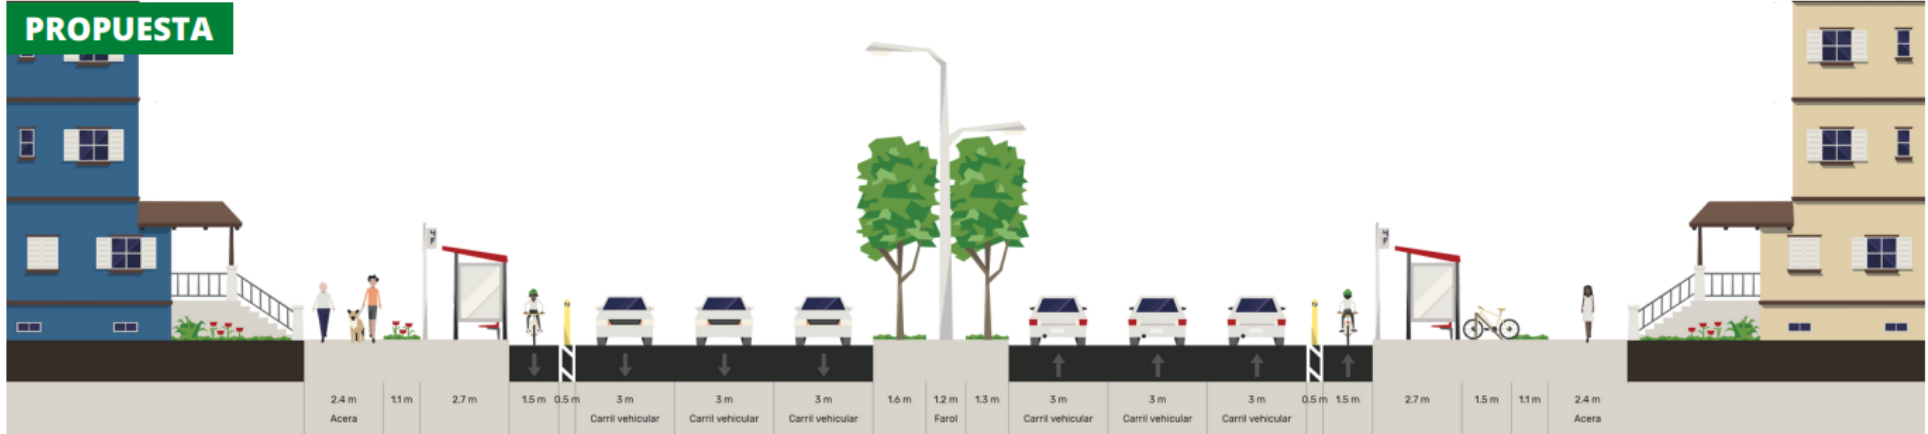 PROPUESTA
2.4 m
Acera
1.1 m
2.7 m
1.5 m
0.5 m
3 m
Carril vehicular
3 m
Carril vehicular
3 m
Carril vehicular
1.6 m
1.2 m
Farol
1.3 m
3 m
Carril vehicular
3 m
Carril vehicular
3 m
Carril vehicular
0.5 m
1.5 m
2.7 m
1.5 m
1.1 m
2.4 m
Acera